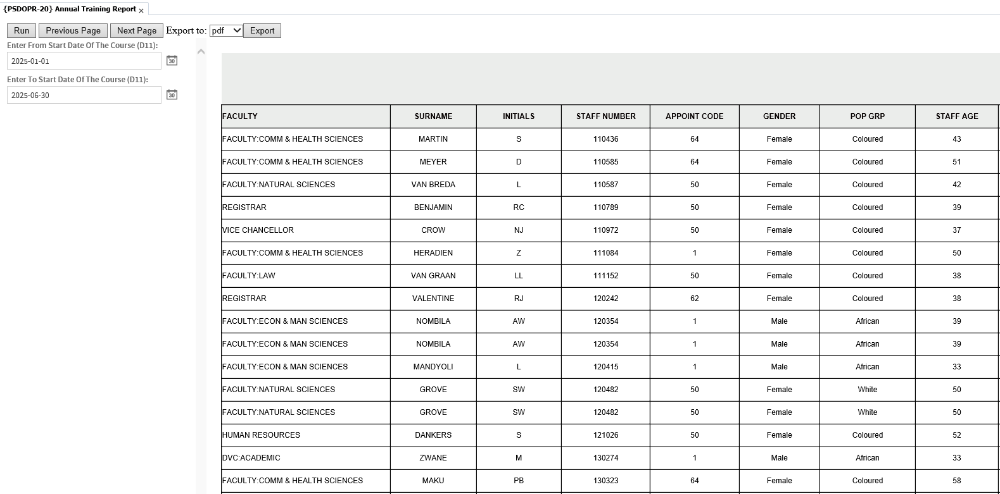 {PSDOPR-20} Annual Training Report x
Run Previous Page Next Page Export to: pdf Export
Enter From Start Date Of The Course (D11):
2025-01-01 30
Enter To Start Date Of The Course (D11):
2025-06-30 30
FACULTY SURNAME INITIALS STAFF NUMBER APPOINT CODE GENDER POP GRP STAFF AGE
FACULTY:COMM & HEALTH SCIENCES MARTIN S 110436 64 Female Coloured 43
FACULTY:COMM & HEALTH SCIENCES MEYER D 110585 64 Female Coloured 51
FACULTY:NATURAL SCIENCES VAN BREDA L 110587 50 Female Coloured 42
REGISTRAR BENJAMIN RC 110789 50 Female Coloured 39
VICE CHANCELLOR CROW NJ 110972 50 Female Coloured 37
FACULTY:COMM & HEALTH SCIENCES HERADIEN Z 111084 1 Female Coloured 50
FACULTY:LAW VAN GRAAN LL 111152 50 Female Coloured 38
REGISTRAR VALENTINE RJ 120242 62 Female Coloured 38
FACULTY:ECON & MAN SCIENCES NOMBILA AW 120354 1 Male African 39
FACULTY:ECON & MAN SCIENCES NOMBILA AW 120354 1 Male African 39
FACULTY:ECON & MAN SCIENCES MANDYOLI L 120415 1 Male African 33
FACULTY:NATURAL SCIENCES GROVE SW 120482 50 Female White 50
FACULTY:NATURAL SCIENCES GROVE SW 120482 50 Female White 50
HUMAN RESOURCES DANKERS S 121026 50 Female Coloured 52
DVC:ACADEMIC ZWANE M 130274 1 Male African 33
FACULTY:COMM & HEALTH SCIENCES MAKU PB 130323 64 Female Coloured 58